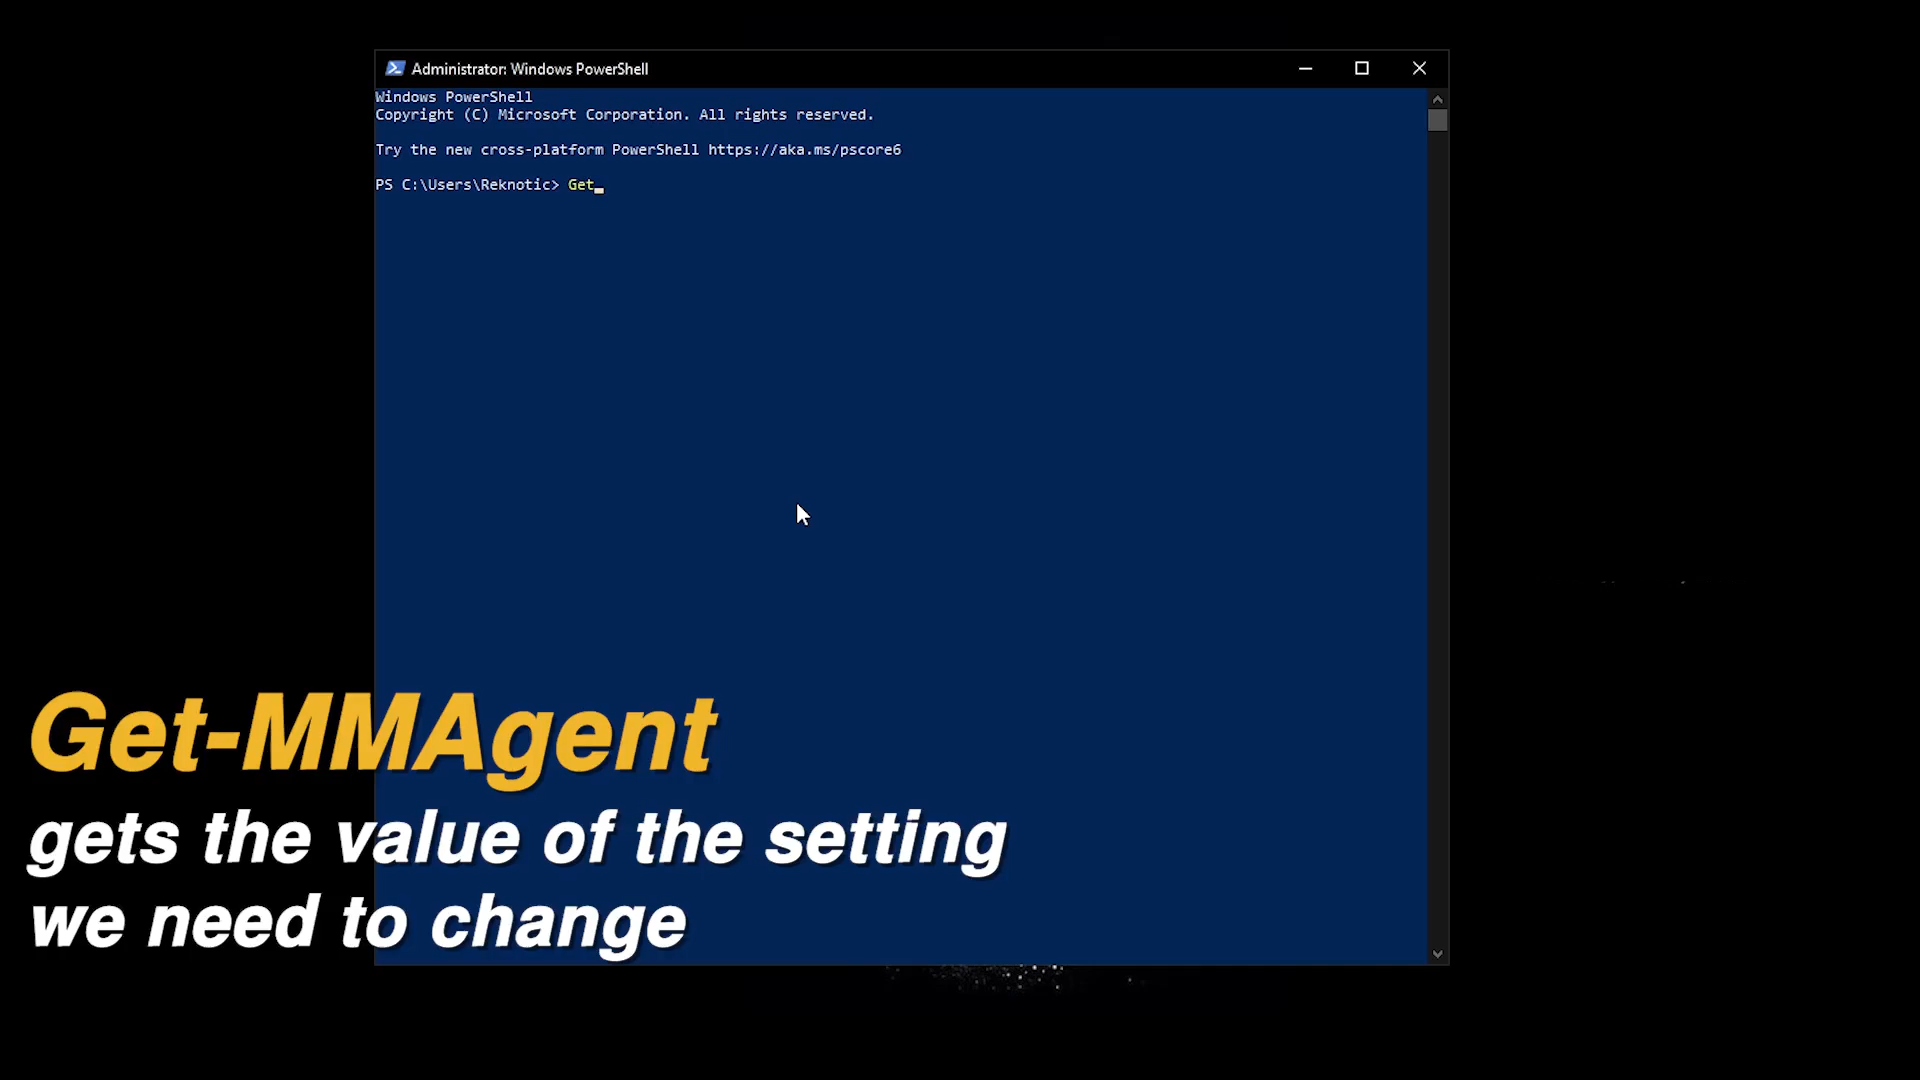 Administrator: Windows PowerShell
Windows PowerShell
Copyright (C) Microsoft Corporation. All rights reserved.
Try the new cross-platform PowerShell https://aka.ms/pscore6
PS C:\Users\Reknotic> Get_
Get-MMAgent
gets the value of the setting
we need to change